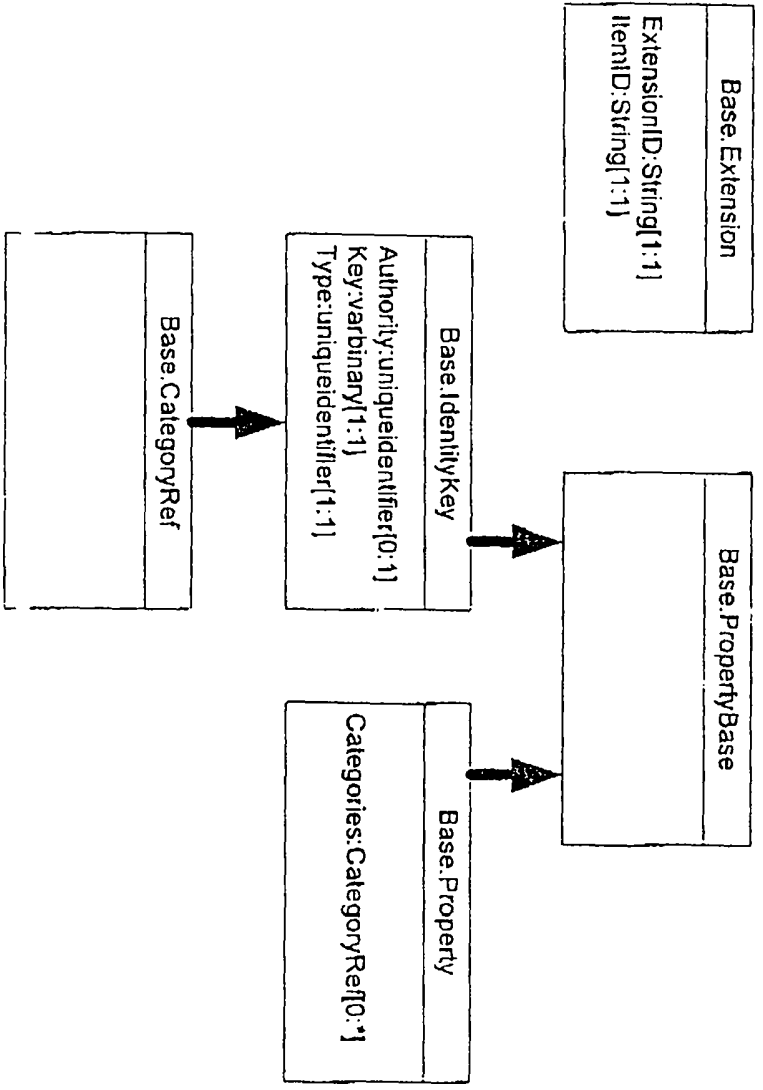 Base.Extension
ExtensionID:String[1:1]
ItemID:String[1:1]
Base.PropertyBase
Base.IdentityKey
Authority:uniqueidentifier[0:1]
Key:varbinary[1:1]
Type:uniqueidentifier[1:1]
Base.Property
Categories:CategoryRef[0:*]
Base.CategoryRef